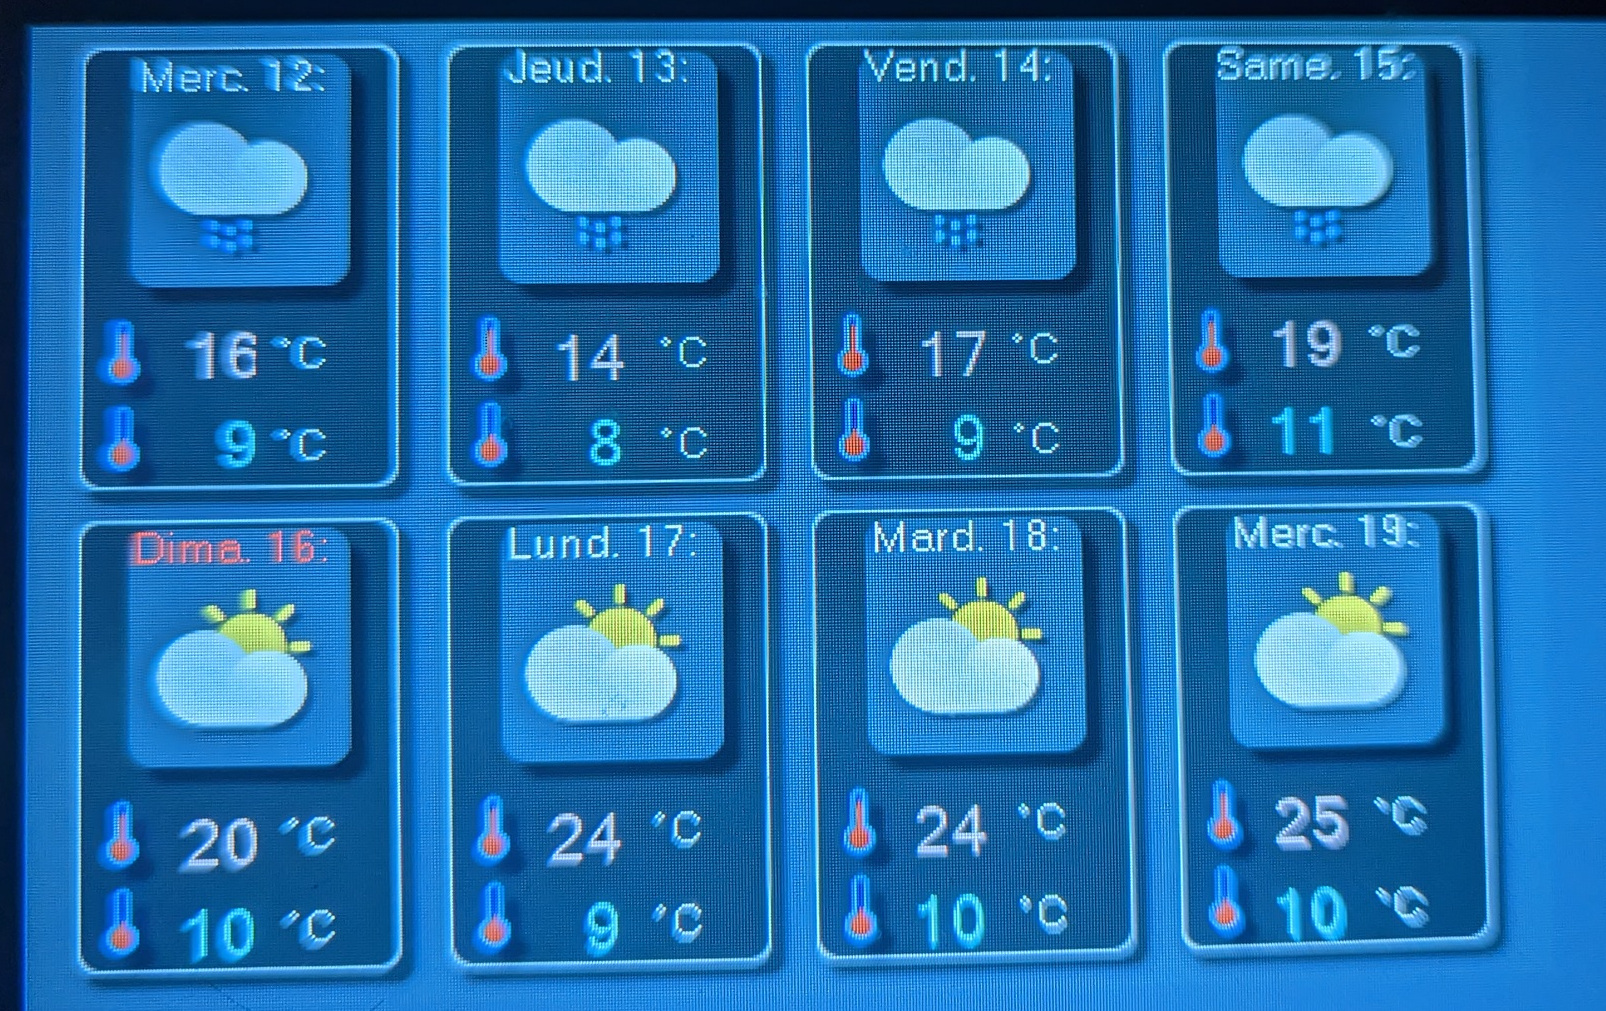 Merc. 12:
16 °C
9 °C
Jeud. 13:
14 °C
8 °C
Vend. 14:
17 °C
9 °C
Same. 15:
19 °C
11 °C
Dima. 16:
20 °C
10 °C
Lund. 17:
24 °C
9 °C
Mard. 18:
24 °C
10 °C
Merc. 19:
25 °C
10 °C